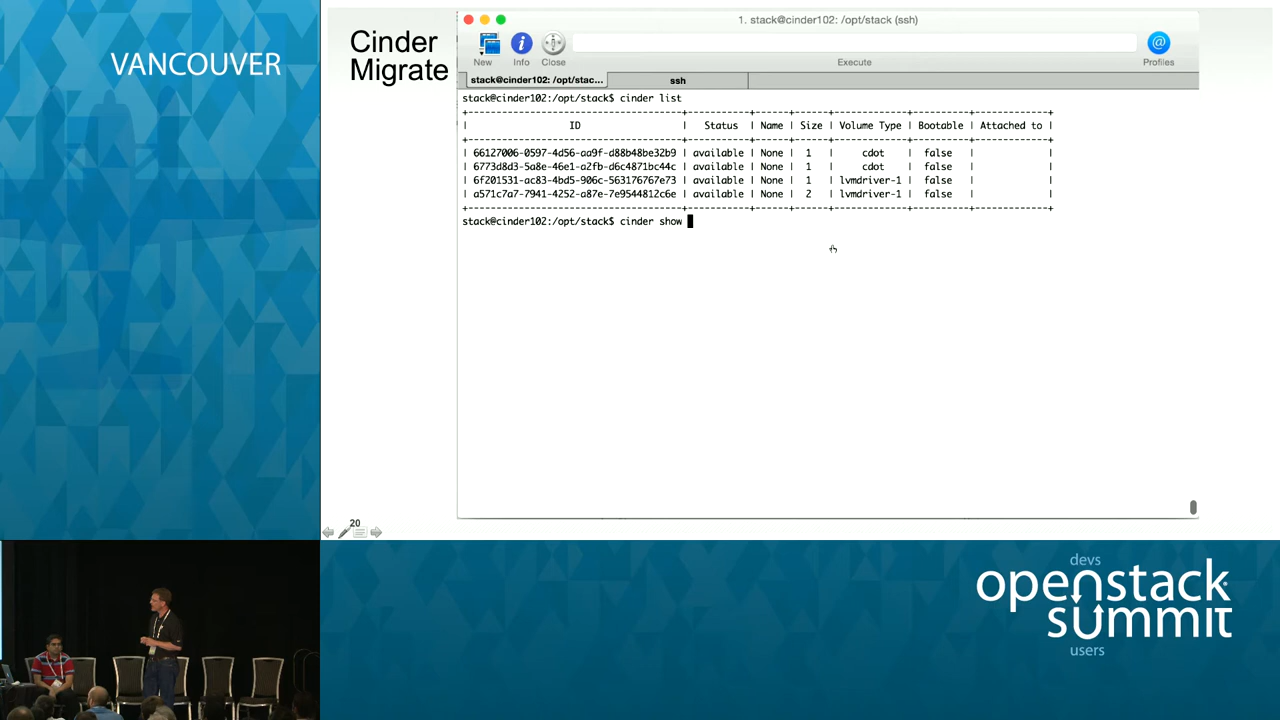 VANCOUVER
Cinder
Migrate
1. stack@cinder102: /opt/stack (ssh)
New
Info
Close
Execute
Profiles
stack@cinder102: /opt/stac...
ssh
stack@cinder102:/opt/stack$ cinder list
| ID | Status | Name | Size | Volume Type | Bootable | Attached to |
| 66127006-0597-4d56-aa9f-d88b48be32b9 | available | None | 1 | cdot | false | |
| 6773d8d3-5a8e-46e1-a2fb-d6c4871bc44c | available | None | 1 | cdot | false | |
| 6f201531-ac83-4bd5-906c-563176767e73 | available | None | 1 | lvmdriver-1 | false | |
| a571c7a7-7941-4252-a87e-7e9544812c6e | available | None | 2 | lvmdriver-1 | false | |
stack@cinder102:/opt/stack$ cinder show
20
devs
openstack
summit
users